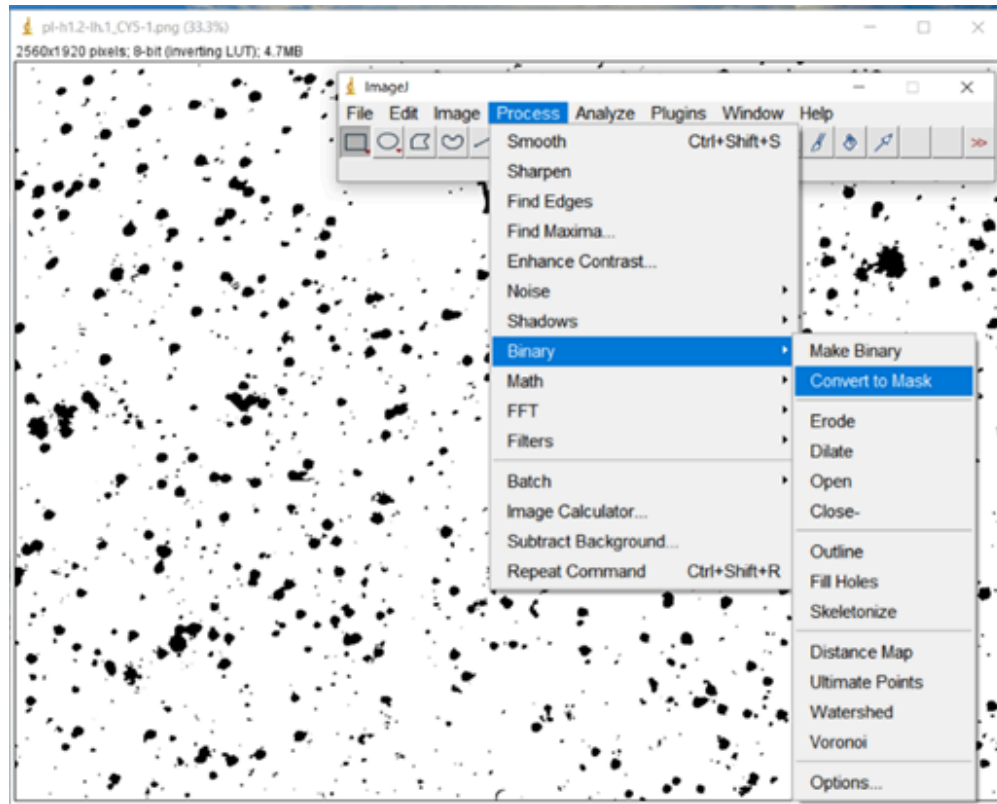 pl-h1.2-lh.1_CY5-1.png (33.3%)
2560x1920 pixels; 8-bit (inverting LUT); 4.7MB
ImageJ
File Edit Image Process Analyze Plugins Window Help
Smooth Ctrl+Shift+S
Sharpen
Find Edges
Find Maxima...
Enhance Contrast...
Noise
Shadows
Binary
Math
FFT
Filters
Batch
Image Calculator...
Subtract Background...
Repeat Command Ctrl+Shift+R
Make Binary
Convert to Mask
Erode
Dilate
Open
Close-
Outline
Fill Holes
Skeletonize
Distance Map
Ultimate Points
Watershed
Voronoi
Options...